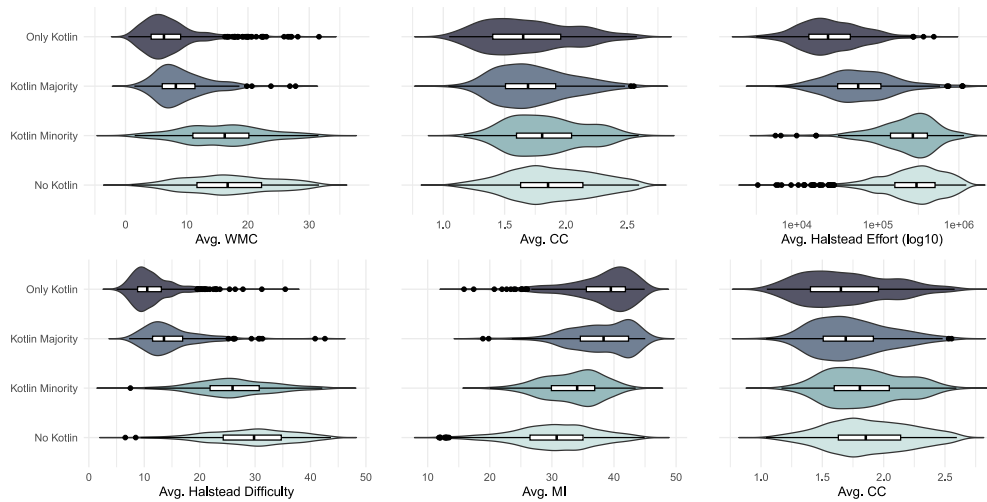 Only Kotlin
Kotlin Majority
Kotlin Minority
No Kotlin
0 10 20 30
Avg. WMC
1.0 1.5 2.0 2.5
Avg. CC
1e+04 1e+05 1e+06
Avg. Halstead Effort (log10)
Only Kotlin
Kotlin Majority
Kotlin Minority
No Kotlin
0 10 20 30 40 50
Avg. Halstead Difficulty
10 20 30 40 50
Avg. MI
1.0 1.5 2.0 2.5
Avg. CC